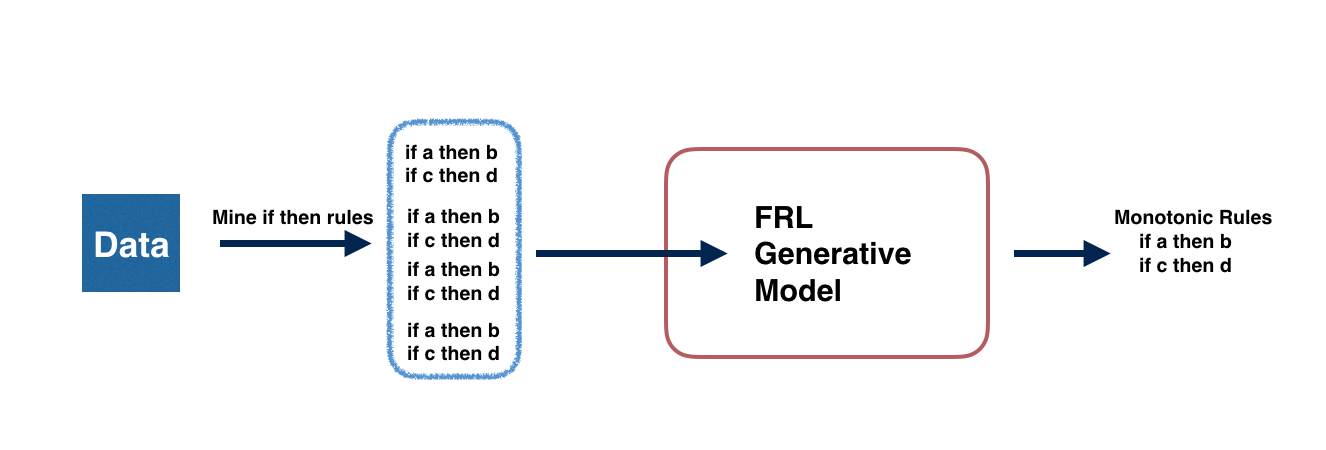 Data
Mine if then rules
if a then b
if c then d
if a then b
if c then d
if a then b
if c then d
if a then b
if c then d
FRL
Generative
Model
Monotonic Rules
if a then b
if c then d